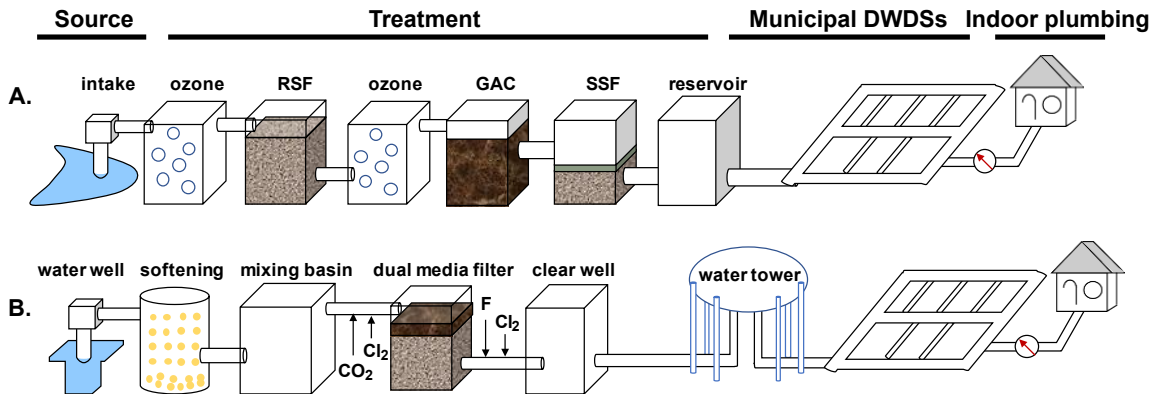 Source Treatment Municipal DWDSs Indoor plumbing
intake ozone RSF ozone GAC SSF reservoir
A.
water well softening mixing basin dual media filter clear well water tower
B.
F
Cl₂
Cl₂
CO₂